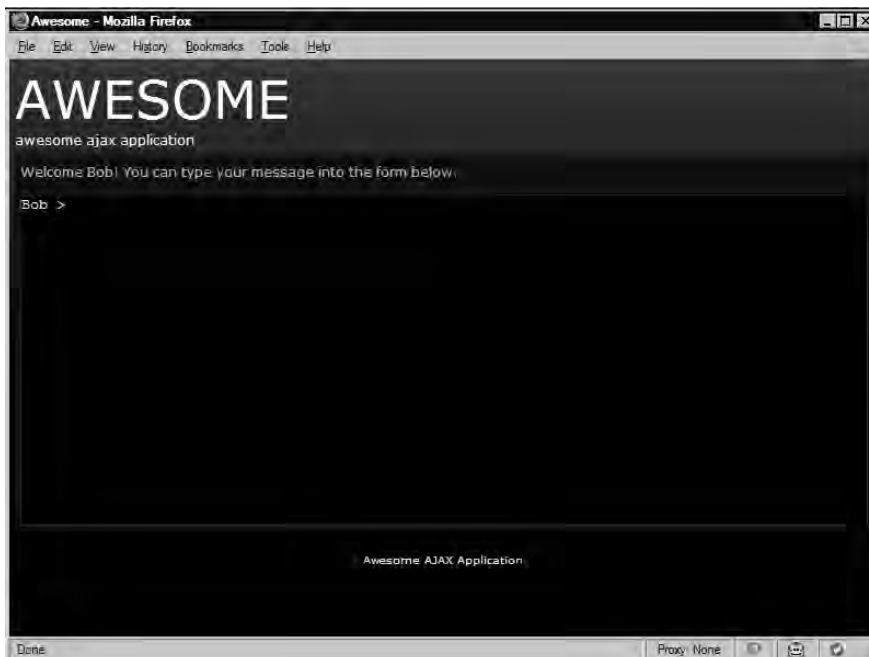 Awesome - Mozilla Firefox
File Edit View History Bookmarks Tools Help
AWESOME
awesome ajax application
Welcome Bob! You can type your message into the form below.
Bob >
Awesome AJAX Application
Done
Proxy: None